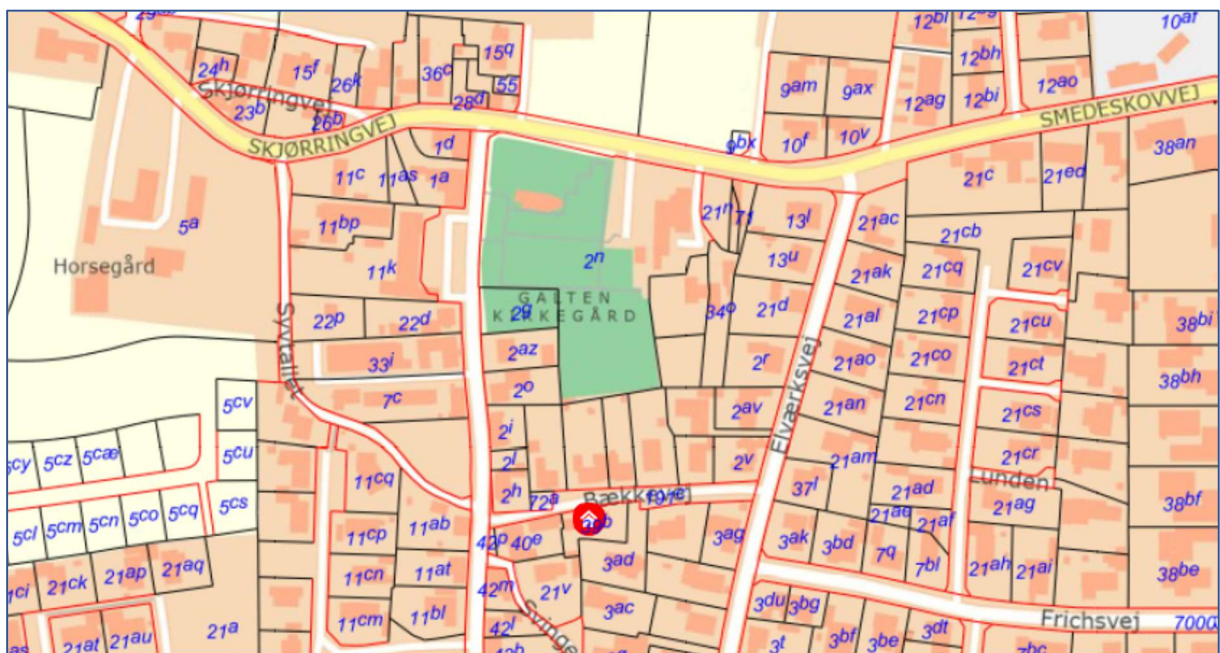 12bl
10af
24h
15f
26k
36c
15q
55
28d
12bh
9am
9ax
12ag
12bi
12ao
Skjørringvej
23b
26b
SKJØRRINGVEJ
SMEDESKOVVEJ
1d
9bx
10f
10v
38an
11c
11as
1a
21c
21ed
5a
11bp
21n
71
13l
21ac
21cb
Horsegård
11k
2n
13u
21ak
21cq
21cv
GALTEN
KIRKEGÅRD
22p
22d
34o
21d
21al
21cp
21cu
38bi
Syvtallet
33i
2az
2r
21ao
21co
21ct
38bh
5cv
7c
2o
2av
Elværksvej
21an
21cn
21cs
5cy
5cz
5cæ
5cu
2i
2l
2v
21am
21cr
11cq
2h
72a
Bækkevej
37l
21ad
Lunden
21ag
38bf
5cl
5cm
5cn
5co
5cq
5cs
11cp
11ab
42p
40e
3ag
3ak
3bd
21ae
21af
7q
7bl
21ck
21ap
21aq
11cn
11at
42m
21v
3ad
21ah
21ai
38be
21a
11cm
11bl
42l
3ac
3du
3bg
Frichsvej
21at
21au
3t
3bf
3be
3dt